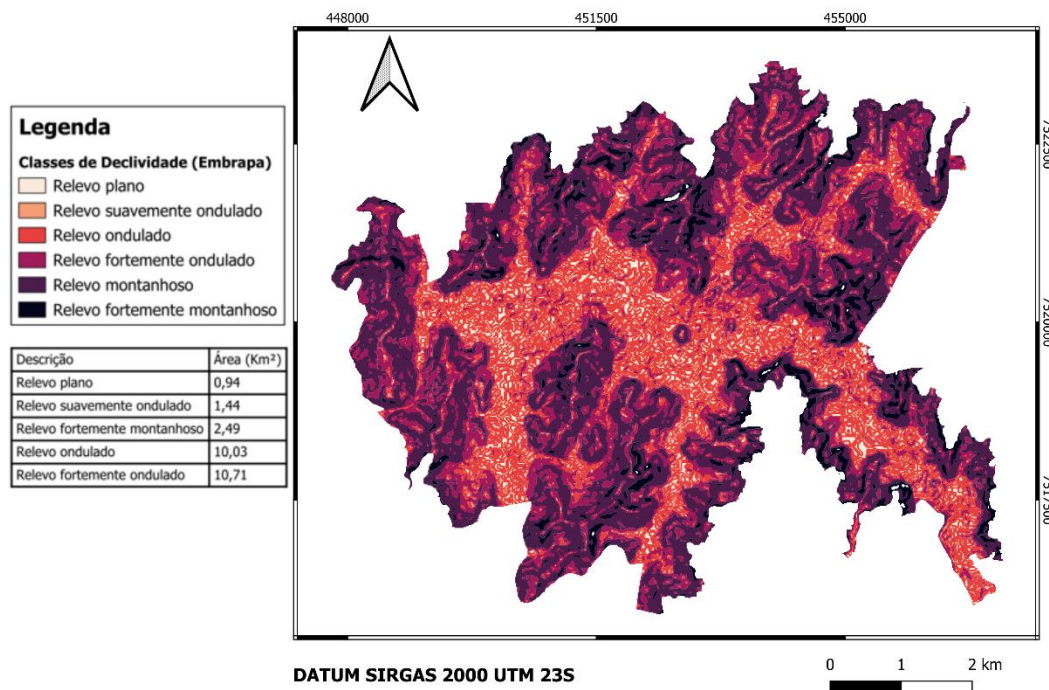 448000 451500 455000
Legenda
Classes de Declividade (Embrapa)
Relevo plano
Relevo suavemente ondulado
Relevo ondulado
Relevo fortemente ondulado
Relevo montanhoso
Relevo fortemente montanhoso
Descrição Área (Km²)
Relevo plano 0,94
Relevo suavemente ondulado 1,44
Relevo fortemente montanhoso 2,49
Relevo ondulado 10,03
Relevo fortemente ondulado 10,71
7522500
7520000
7517500
DATUM SIRGAS 2000 UTM 23S
0 1 2 km